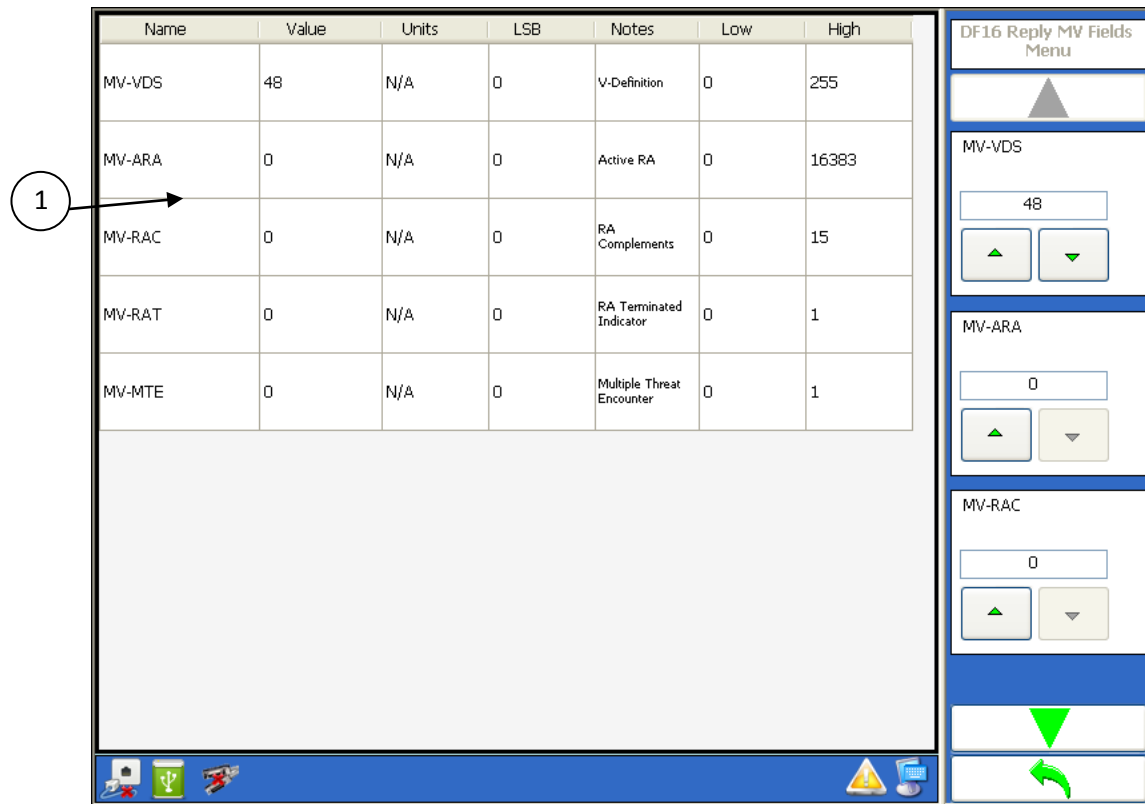 Name Value Units LSB Notes Low High
MV-VDS 48 N/A 0 V-Definition 0 255
MV-ARA 0 N/A 0 Active RA 0 16383
1
MV-RAC 0 N/A 0 RA Complements 0 15
MV-RAT 0 N/A 0 RA Terminated Indicator 0 1
MV-MTE 0 N/A 0 Multiple Threat Encounter 0 1
DF16 Reply MV Fields
Menu
MV-VDS
48
MV-ARA
0
MV-RAC
0